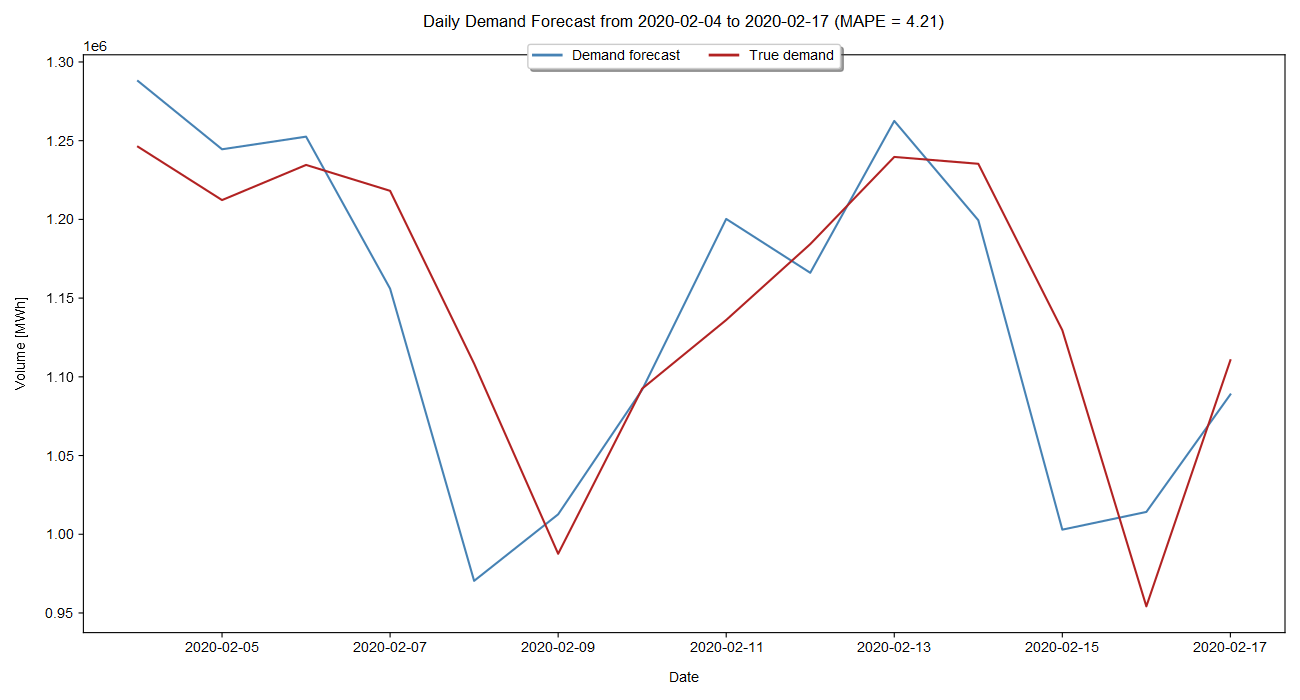 Daily Demand Forecast from 2020-02-04 to 2020-02-17 (MAPE = 4.21)
1e6
Demand forecast True demand
1.30
1.25
1.20
1.15
1.10
1.05
1.00
0.95
Volume [MWh]
2020-02-05 2020-02-07 2020-02-09 2020-02-11 2020-02-13 2020-02-15 2020-02-17
Date